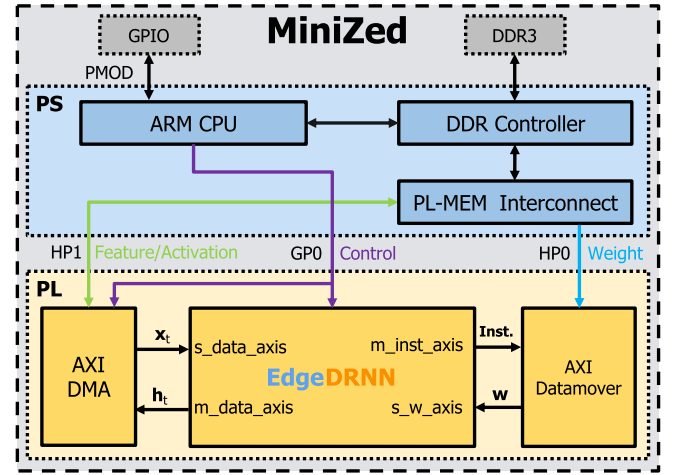 GPIO
MiniZed
DDR3
PMOD
PS
ARM CPU
DDR Controller
PL-MEM Interconnect
HP1
Feature/Activation
GP0
Control
HP0
Weight
PL
AXI
DMA
xt
ht
s_data_axis
m_data_axis
EdgeDRNN
m_inst_axis
s_w_axis
Inst.
w
AXI
Datamover